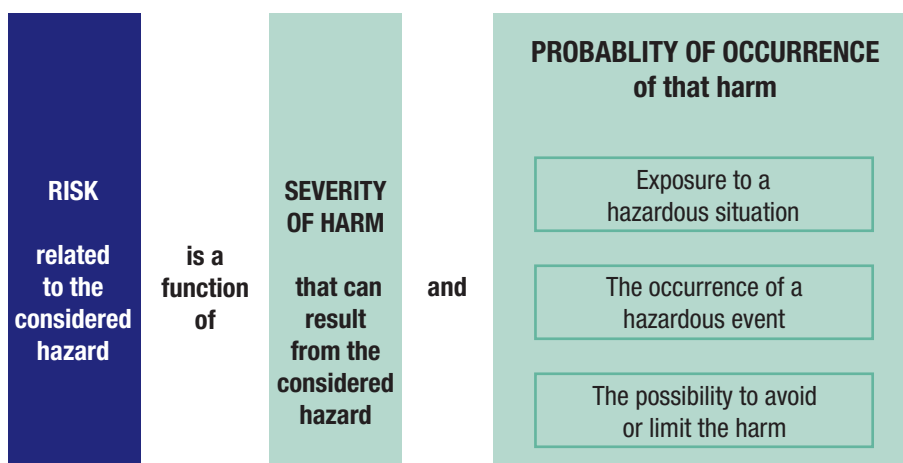 RISK
related
to the
considered
hazard
is a
function
of
SEVERITY
OF HARM
that can
result
from the
considered
hazard
and
PROBABLITY OF OCCURRENCE
of that harm
Exposure to a
hazardous situation
The occurrence of a
hazardous event
The possibility to avoid
or limit the harm